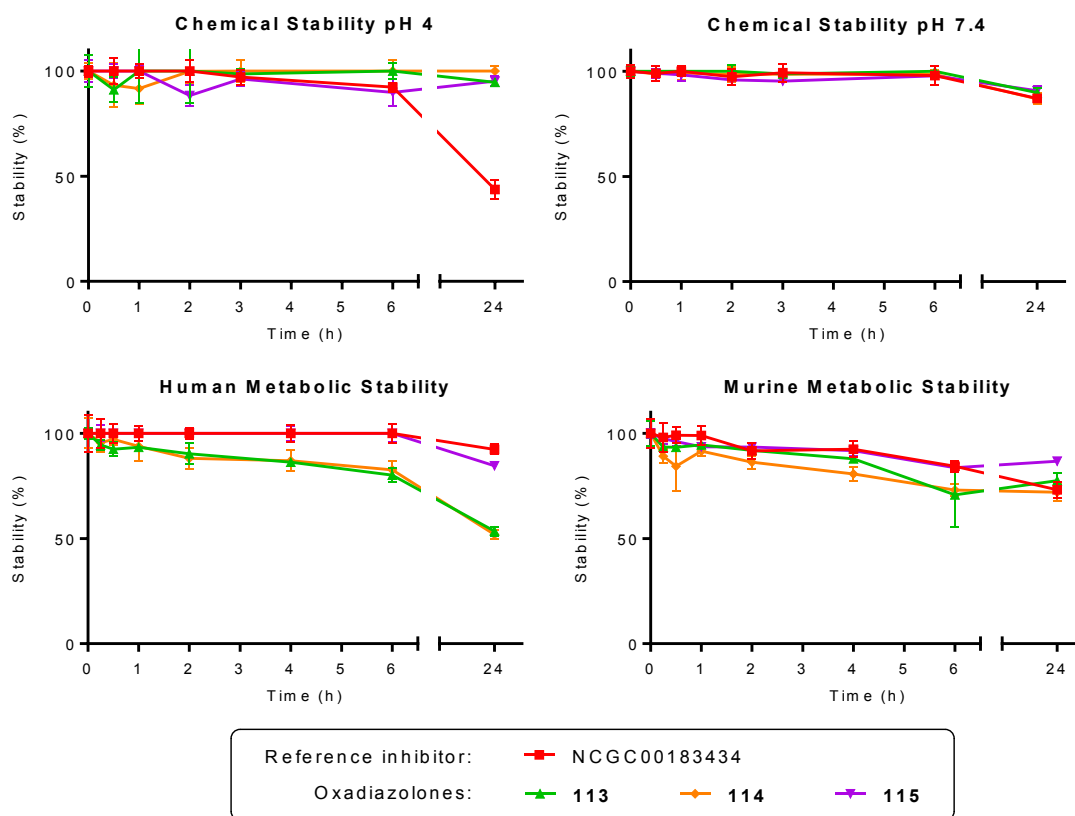 Chemical Stability pH 4
Stability (%)
100
50
0
0 1 2 3 4 5 6 24
Time (h)
Chemical Stability pH 7.4
Stability (%)
100
50
0
0 1 2 3 4 5 6 24
Time (h)
Human Metabolic Stability
Stability (%)
100
50
0
0 1 2 3 4 5 6 24
Time (h)
Murine Metabolic Stability
Stability (%)
100
50
0
0 1 2 3 4 5 6 24
Time (h)
Reference inhibitor: NCGC00183434
Oxadiazolones: 113 114 115